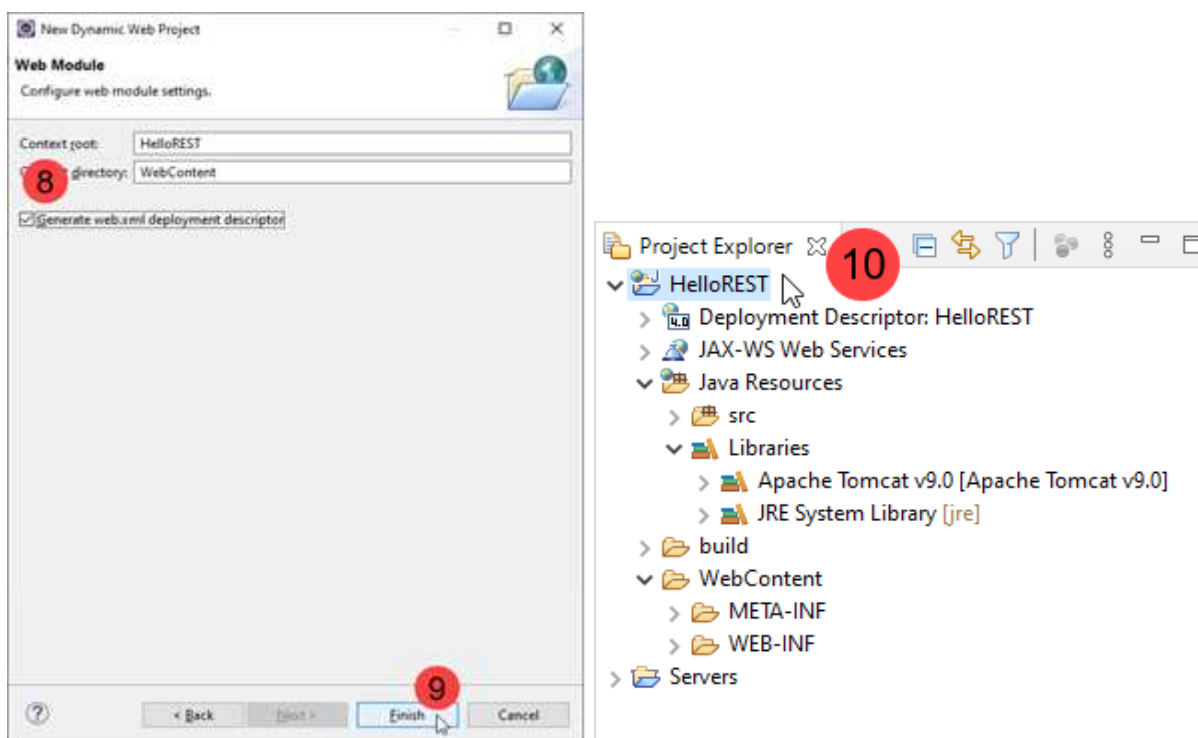 New Dynamic Web Project
Web Module
Configure web module settings.
Context root: HelloREST
8 directory: WebContent
Generate web.xml deployment descriptor
9
? < Back Next > Finish Cancel
Project Explorer 10
HelloREST
4.0 Deployment Descriptor: HelloREST
JAX-WS Web Services
Java Resources
src
Libraries
Apache Tomcat v9.0 [Apache Tomcat v9.0]
JRE System Library [jre]
build
WebContent
META-INF
WEB-INF
Servers